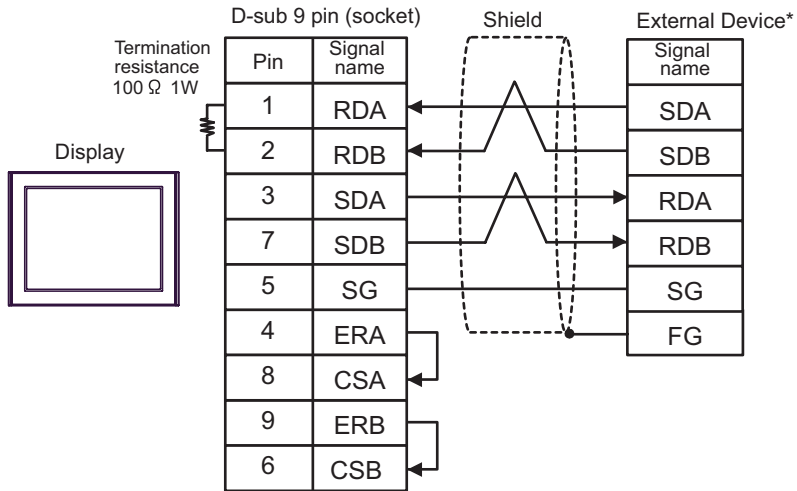 D-sub 9 pin (socket)
Shield
External Device*
Termination
resistance
100 Ω 1W
Pin
Signal
name
Signal
name
1
RDA
SDA
2
RDB
SDB
Display
3
SDA
RDA
7
SDB
RDB
5
SG
SG
4
ERA
FG
8
CSA
9
ERB
6
CSB